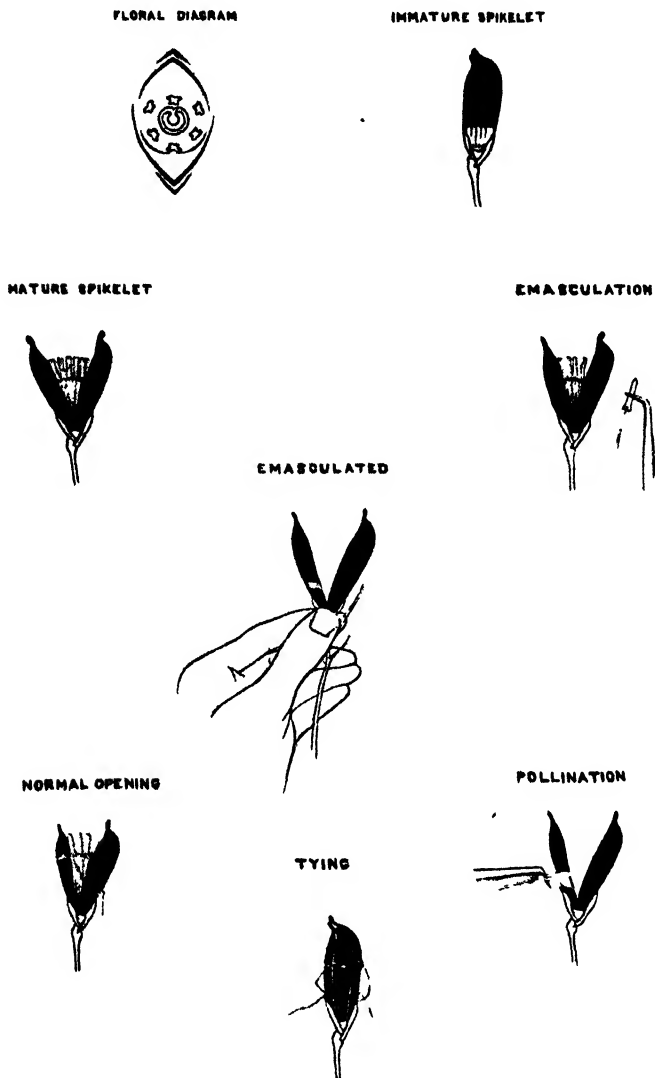 FLORAL DIAGRAM
IMMATURE SPIKELET
MATURE SPIKELET
EMASCULATION
EMASCULATED
NORMAL OPENING
POLLINATION
TYING